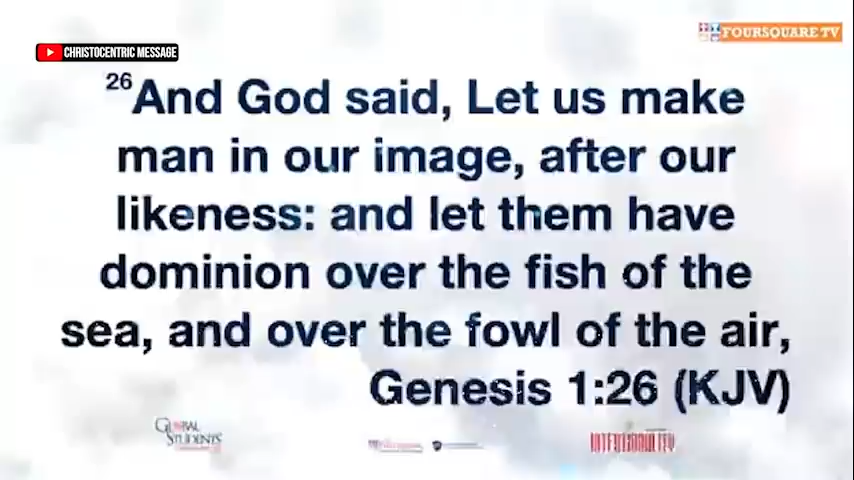 FOURSQUARE TV
CHRISTOCENTRIC MESSAGE
26And God said, Let us make
man in our image, after our
likeness: and let them have
dominion over the fish of the
sea, and over the fowl of the air,
Genesis 1:26 (KJV)
GLOBAL
STUDENTS